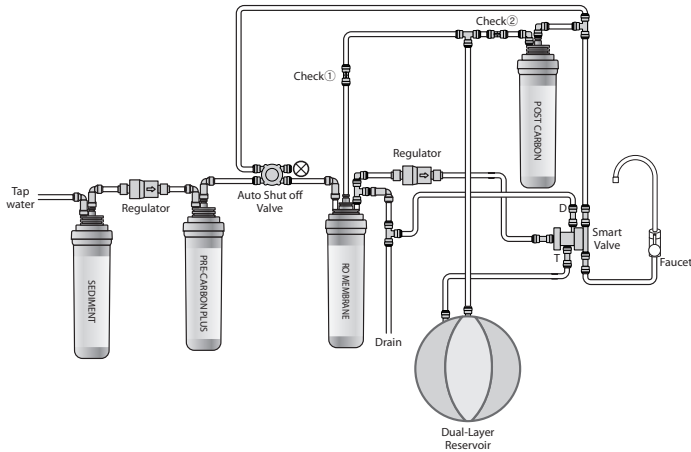 Check②
Check①
POST CARBON
Regulator
Tap
water
Regulator
Auto Shut off
Valve
D
Smart
Valve
T
Faucet
SEDIMENT
PRE-CARBON PLUS
RO MEMBRANE
Drain
Dual-Layer
Reservoir